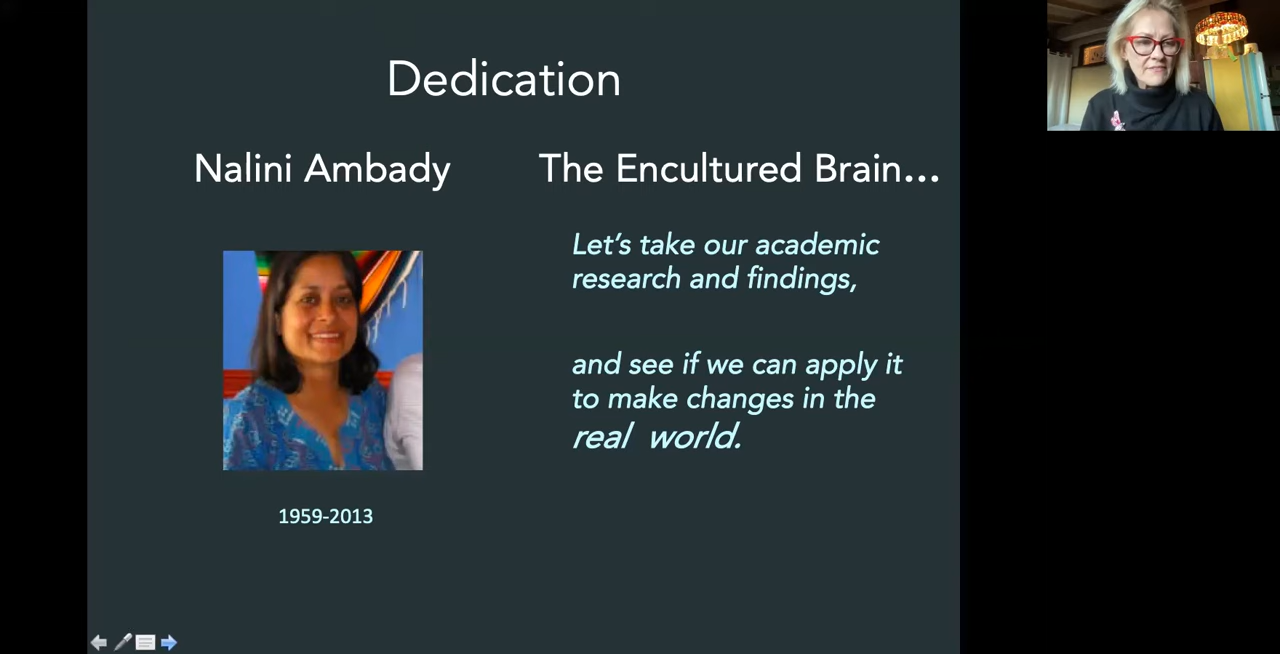 Dedication
Nalini Ambady
The Encultured Brain...
Let's take our academic
research and findings,
and see if we can apply it
to make changes in the
real world.
1959-2013